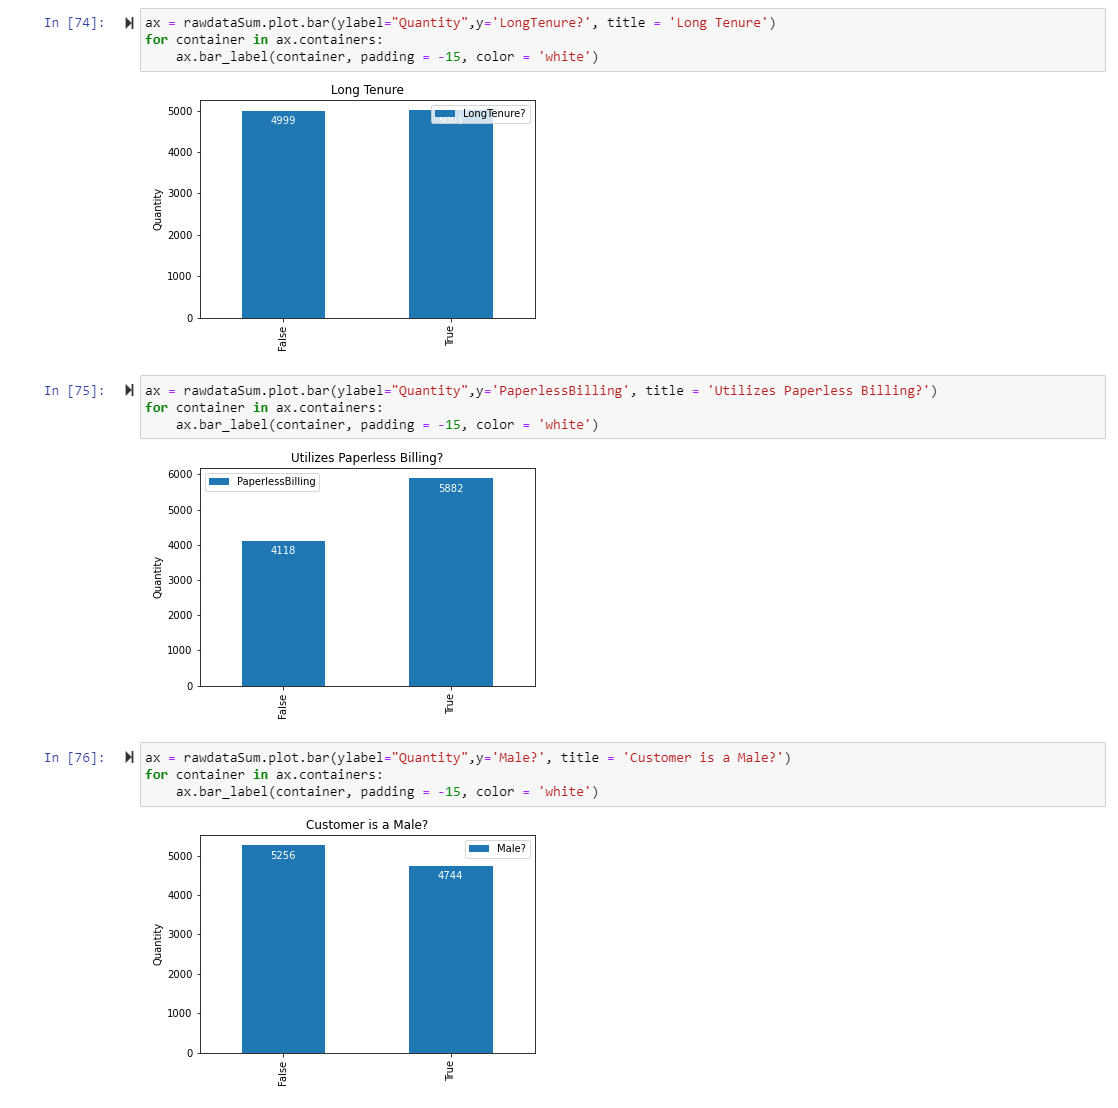 In [74]:
ax = rawdataSum.plot.bar(ylabel="Quantity",y='LongTenure?', title = 'Long Tenure')
for container in ax.containers:
    ax.bar_label(container, padding = -15, color = 'white')
Long Tenure
LongTenure?
4999
5000
4000
3000
2000
1000
0
Quantity
False
True
In [75]:
ax = rawdataSum.plot.bar(ylabel="Quantity",y='PaperlessBilling', title = 'Utilizes Paperless Billing?')
for container in ax.containers:
    ax.bar_label(container, padding = -15, color = 'white')
Utilizes Paperless Billing?
PaperlessBilling
6000
5000
4000
3000
2000
1000
0
4118
5882
Quantity
False
True
In [76]:
ax = rawdataSum.plot.bar(ylabel="Quantity",y='Male?', title = 'Customer is a Male?')
for container in ax.containers:
    ax.bar_label(container, padding = -15, color = 'white')
Customer is a Male?
Male?
5000
4000
3000
2000
1000
0
5256
4744
Quantity
False
True